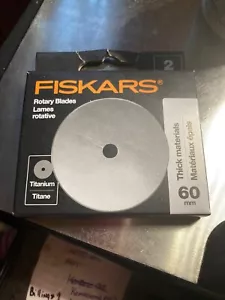 2
FISKARS®
Rotary Blades
Lames
rotative
Titanium
Titane
Thick materials
Matériaux épais
60
mm